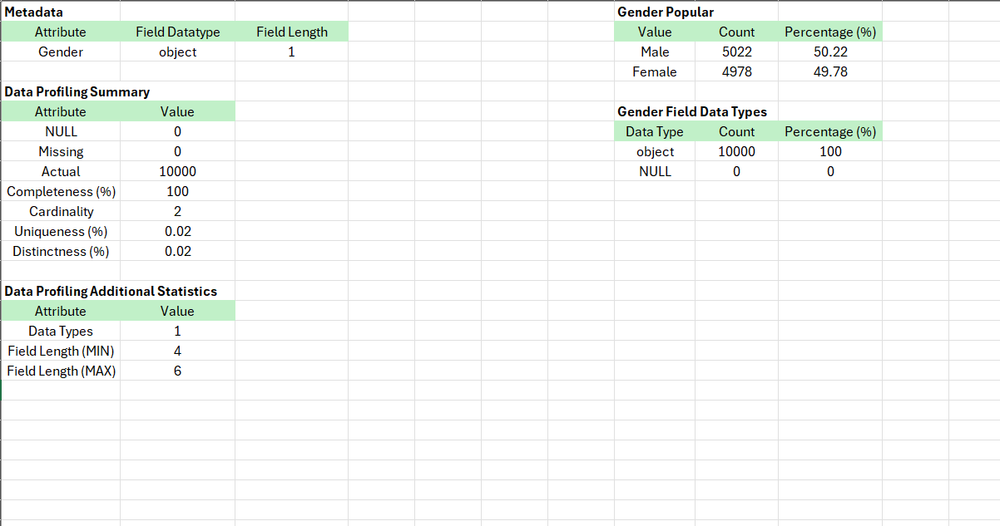 Metadata
Attribute Field Datatype Field Length
Gender object 1
Data Profiling Summary
Attribute Value
NULL 0
Missing 0
Actual 10000
Completeness (%) 100
Cardinality 2
Uniqueness (%) 0.02
Distinctness (%) 0.02
Data Profiling Additional Statistics
Attribute Value
Data Types 1
Field Length (MIN) 4
Field Length (MAX) 6
Gender Popular
Value Count Percentage (%)
Male 5022 50.22
Female 4978 49.78
Gender Field Data Types
Data Type Count Percentage (%)
object 10000 100
NULL 0 0